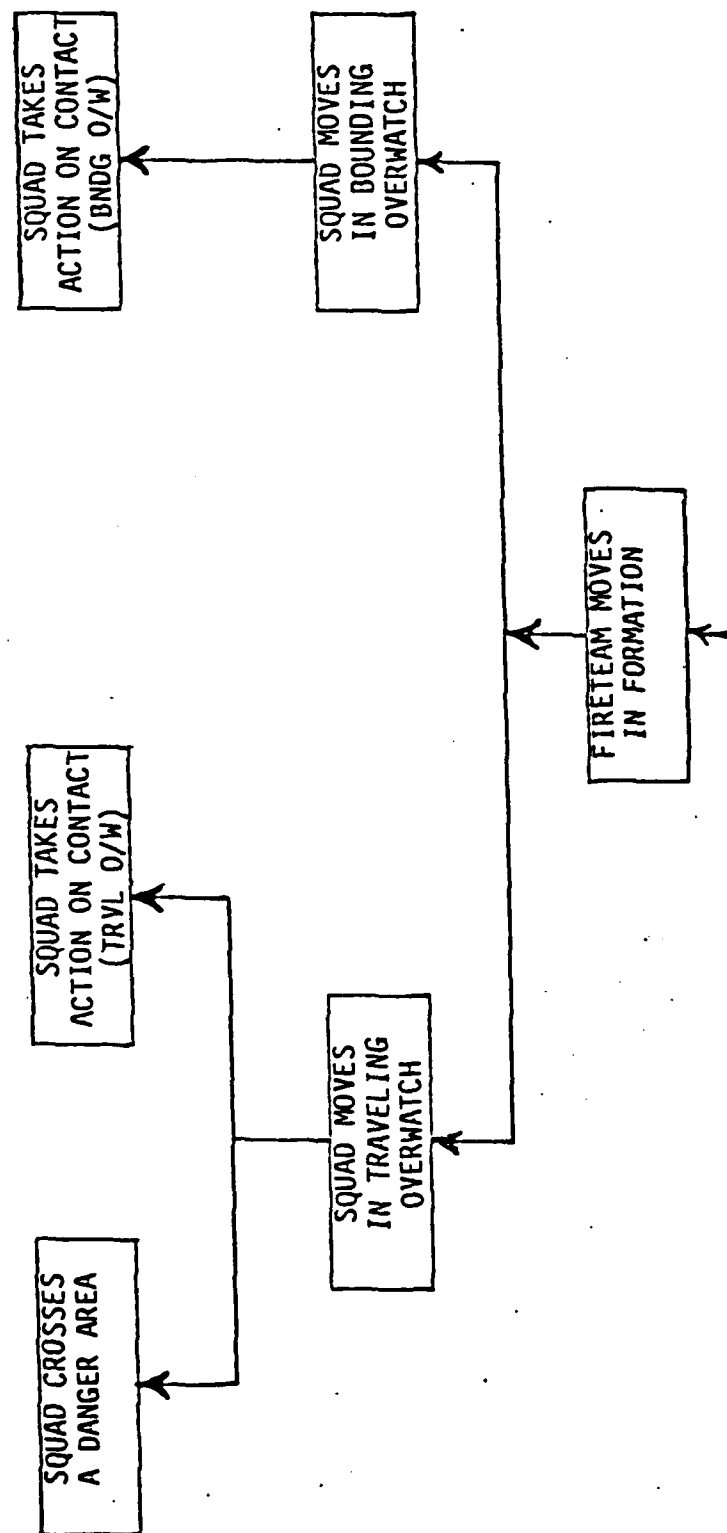 SQUAD CROSSES
A DANGER AREA
SQUAD TAKES
ACTION ON CONTACT
(TRVL O/W)
SQUAD TAKES
ACTION ON CONTACT
(BNDG O/W)
SQUAD MOVES
IN TRAVELING
OVERWATCH
SQUAD MOVES
IN BOUNDING
OVERWATCH
FIRETEAM MOVES
IN FORMATION